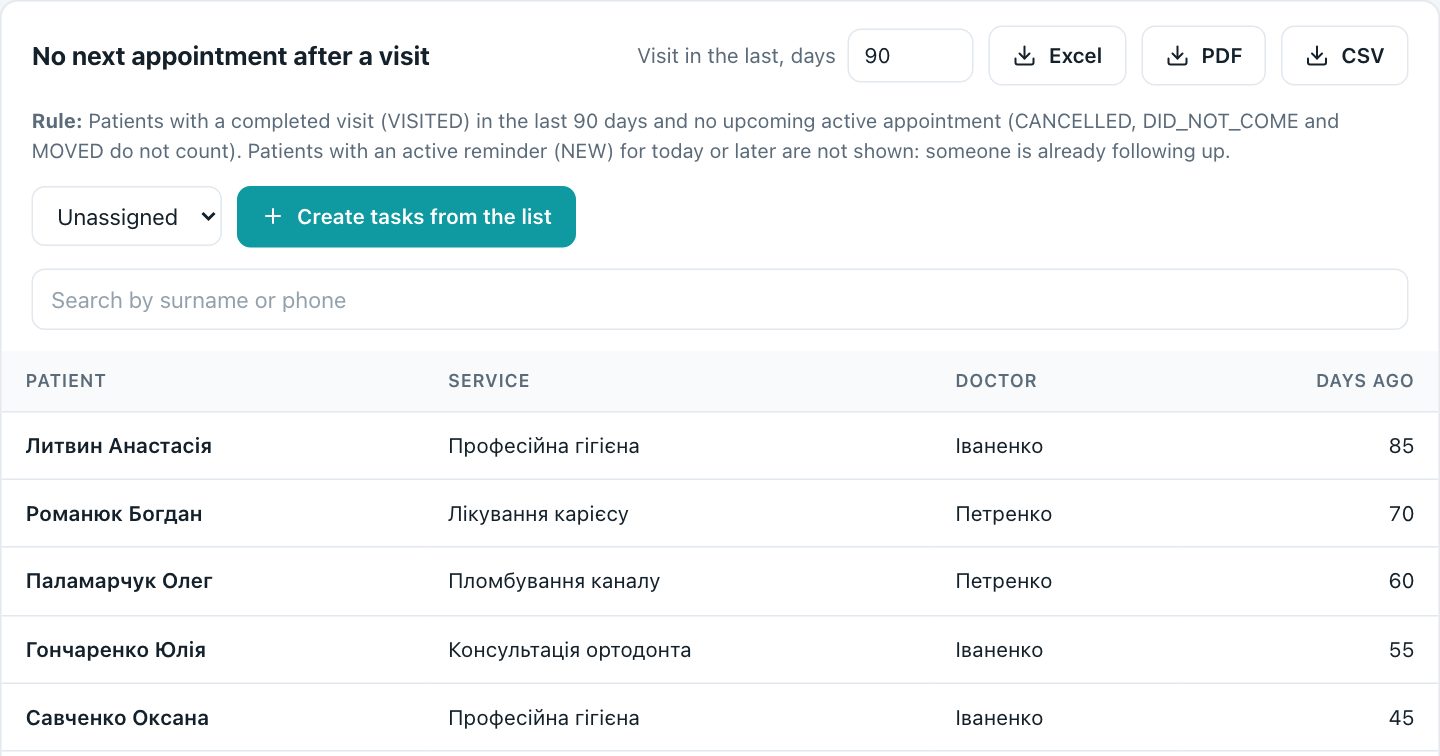 No next appointment after a visit
Visit in the last, days 90 Excel PDF CSV
Rule: Patients with a completed visit (VISITED) in the last 90 days and no upcoming active appointment (CANCELLED, DID_NOT_COME and
MOVED do not count). Patients with an active reminder (NEW) for today or later are not shown: someone is already following up.
Unassigned + Create tasks from the list
Search by surname or phone
PATIENT SERVICE DOCTOR DAYS AGO
Литвин Анастасія Професійна гігієна Іваненко 85
Романюк Богдан Лікування карієсу Петренко 70
Паламарчук Олег Пломбування каналу Петренко 60
Гончаренко Юлія Консультація ортодонта Іваненко 55
Савченко Оксана Професійна гігієна Іваненко 45